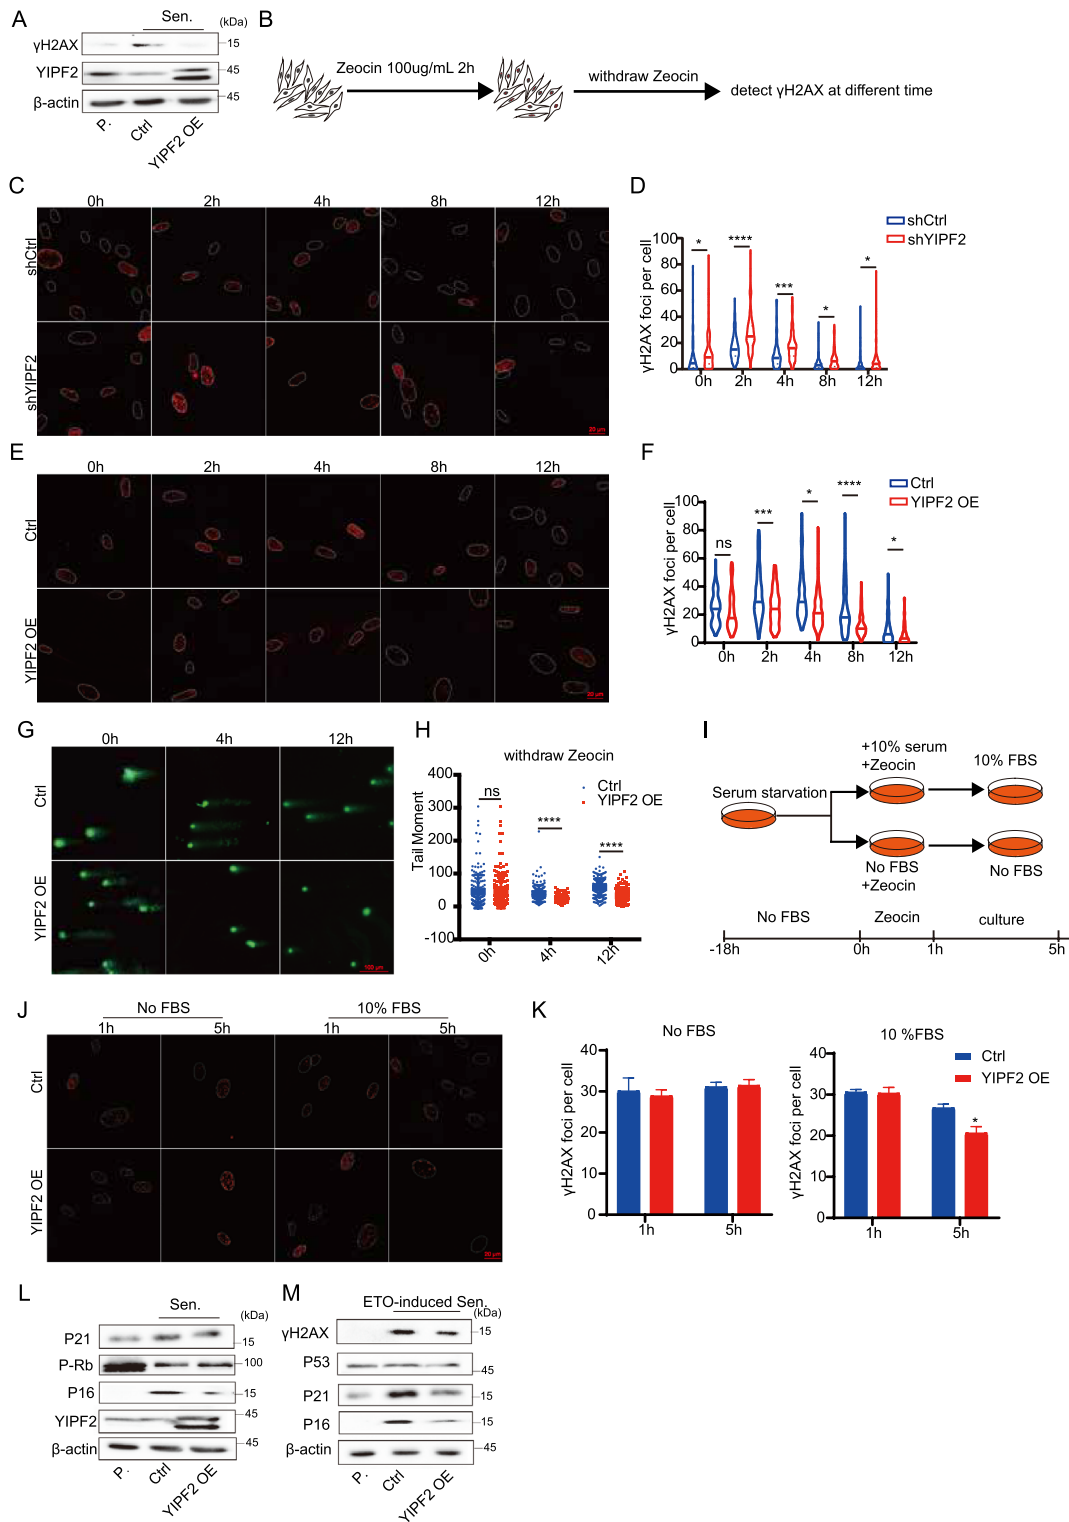 A
Sen.
(kDa)
γH2AX
15
YIPF2
45
β-actin
45
P.
Ctrl
YIPF2 OE
B
Zeocin 100ug/mL 2h
withdraw Zeocin
detect γH2AX at different time
C
0h 2h 4h 8h 12h
shCtrl
shYIPF2
20 μm
D
shCtrl
shYIPF2
γH2AX foci per cell
100
80
60
40
20
0
* **** *** * *
0h 2h 4h 8h 12h
E
0h 2h 4h 8h 12h
Ctrl
YIPF2 OE
20 μm
F
Ctrl
YIPF2 OE
γH2AX foci per cell
100
80
60
40
20
0
ns *** * **** *
0h 2h 4h 8h 12h
G
0h 4h 12h
Ctrl
YIPF2 OE
100 μm
H
withdraw Zeocin
Ctrl
YIPF2 OE
Tail Moment
400
300
200
100
0
-100
ns **** ****
0h 4h 12h
I
Serum starvation
+10% serum
+Zeocin
10% FBS
No FBS
+Zeocin
No FBS
No FBS Zeocin culture
-18h 0h 1h 5h
J
No FBS 10% FBS
1h 5h 1h 5h
Ctrl
YIPF2 OE
20 μm
K
No FBS
γH2AX foci per cell
40
30
20
10
0
1h 5h
10 %FBS
Ctrl
YIPF2 OE
γH2AX foci per cell
40
30
20
10
0
*
1h 5h
L
Sen.
(kDa)
P21
15
P-Rb
100
P16
15
YIPF2
45
β-actin
45
P.
Ctrl
YIPF2 OE
M
ETO-induced Sen.
(kDa)
γH2AX
15
P53
45
P21
15
P16
15
β-actin
45
P.
Ctrl
YIPF2 OE